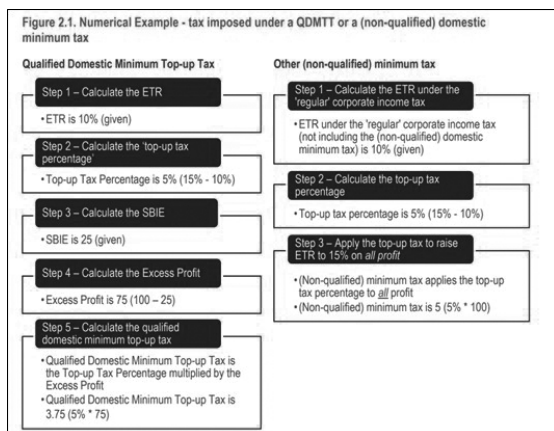 Figure 2.1. Numerical Example - tax imposed under a QDMTT or a (non-qualified) domestic
minimum tax
Qualified Domestic Minimum Top-up Tax
Step 1 – Calculate the ETR
•ETR is 10% (given)
Step 2 – Calculate the ‘top-up tax
percentage’
•Top-up Tax Percentage is 5% (15% - 10%)
Step 3 – Calculate the SBIE
•SBIE is 25 (given)
Step 4 – Calculate the Excess Profit
•Excess Profit is 75 (100 – 25)
Step 5 – Calculate the qualified
domestic minimum top-up tax
•Qualified Domestic Minimum Top-up Tax is
the Top-up Tax Percentage multiplied by the
Excess Profit
•Qualified Domestic Minimum Top-up Tax is
3.75 (5% * 75)
Other (non-qualified) minimum tax
Step 1 – Calculate the ETR under the
'regular' corporate income tax
•ETR under the 'regular' corporate income tax
(not including the (non-qualified) domestic
minimum tax) is 10% (given)
Step 2 – Calculate the top-up tax
percentage
•Top-up tax percentage is 5% (15% - 10%)
Step 3 – Apply the top-up tax to raise
ETR to 15% on all profit
•(Non-qualified) minimum tax applies the top-up
tax percentage to all profit
•(Non-qualified) minimum tax is 5 (5% * 100)